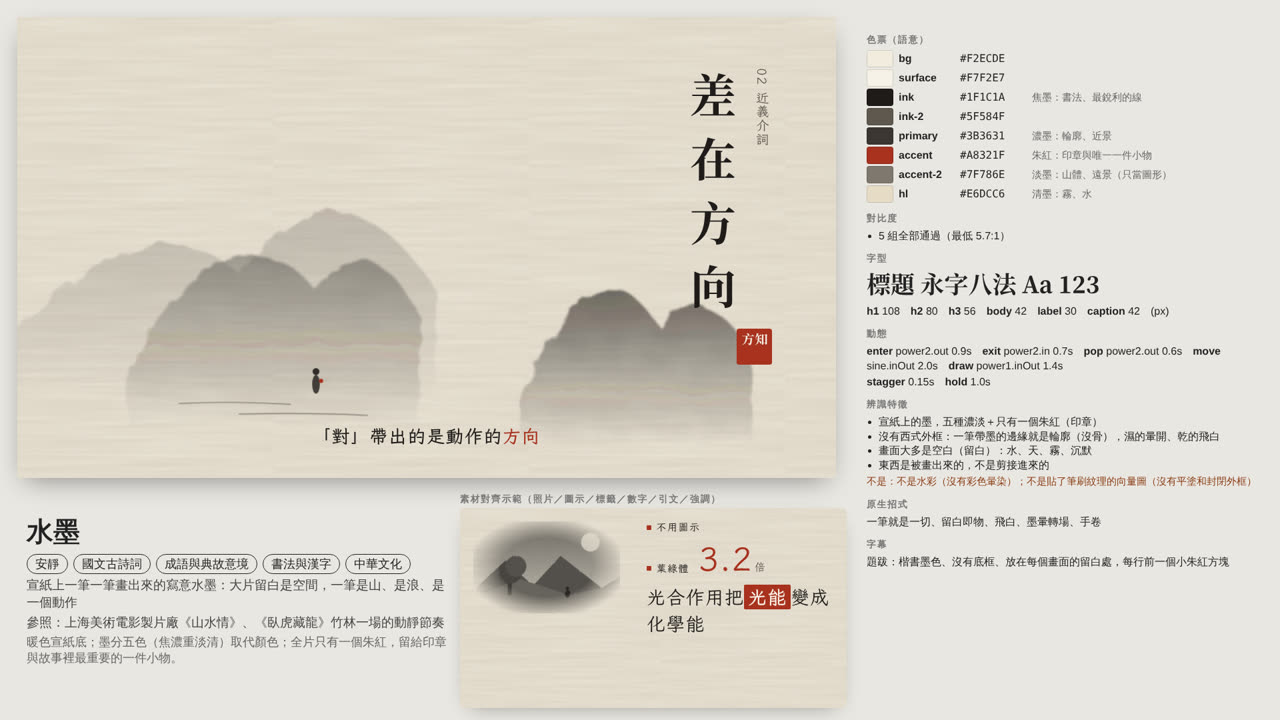 02 近義介詞
差在方向
方知
「對」帶出的是動作的方向
水墨
安靜 國文古詩詞 成語與典故意境 書法與漢字 中華文化
宣紙上一筆一筆畫出來的寫意水墨：大片留白是空間，一筆是山、是浪、是
一個動作
參照：上海美術電影製片廠《山水情》、《臥虎藏龍》竹林一場的動靜節奏
暖色宣紙底；墨分五色（焦濃重淡清）取代顏色；全片只有一個朱紅，留給印章
與故事裡最重要的一件小物。
素材對齊示範（照片／圖示／標籤／數字／引文／強調）
不用圖示
葉綠體 3.2 倍
光合作用把光能變成
化學能
色票（語意）
bg #F2ECDE
surface #F7F2E7
ink #1F1C1A 焦墨：書法、最銳利的線
ink-2 #5F584F
primary #3B3631 濃墨：輪廓、近景
accent #A8321F 朱紅：印章與唯一一件小物
accent-2 #7F786E 淡墨：山體、遠景（只當圖形）
hl #E6DCC6 清墨：霧、水
對比度
• 5 組全部通過（最低 5.7:1）
字型
標題 永字八法 Aa 123
h1 108 h2 80 h3 56 body 42 label 30 caption 42 (px)
動態
enter power2.out 0.9s exit power2.in 0.7s pop power2.out 0.6s move
sine.inOut 2.0s draw power1.inOut 1.4s
stagger 0.15s hold 1.0s
辨識特徵
• 宣紙上的墨，五種濃淡＋只有一個朱紅（印章）
• 沒有西式外框：一筆帶墨的邊緣就是輪廓（沒骨），濕的暈開、乾的飛白
• 畫面大多是空白（留白）：水、天、霧、沉默
• 東西是被畫出來的，不是剪接進來的
不是：不是水彩（沒有彩色暈染）；不是貼了筆刷紋理的向量圖（沒有平塗和封閉外框）
原生招式
一筆就是一切、留白即物、飛白、墨暈轉場、手卷
字幕
題跋：楷書墨色、沒有底框、放在每個畫面的留白處，每行前一個小朱紅方塊